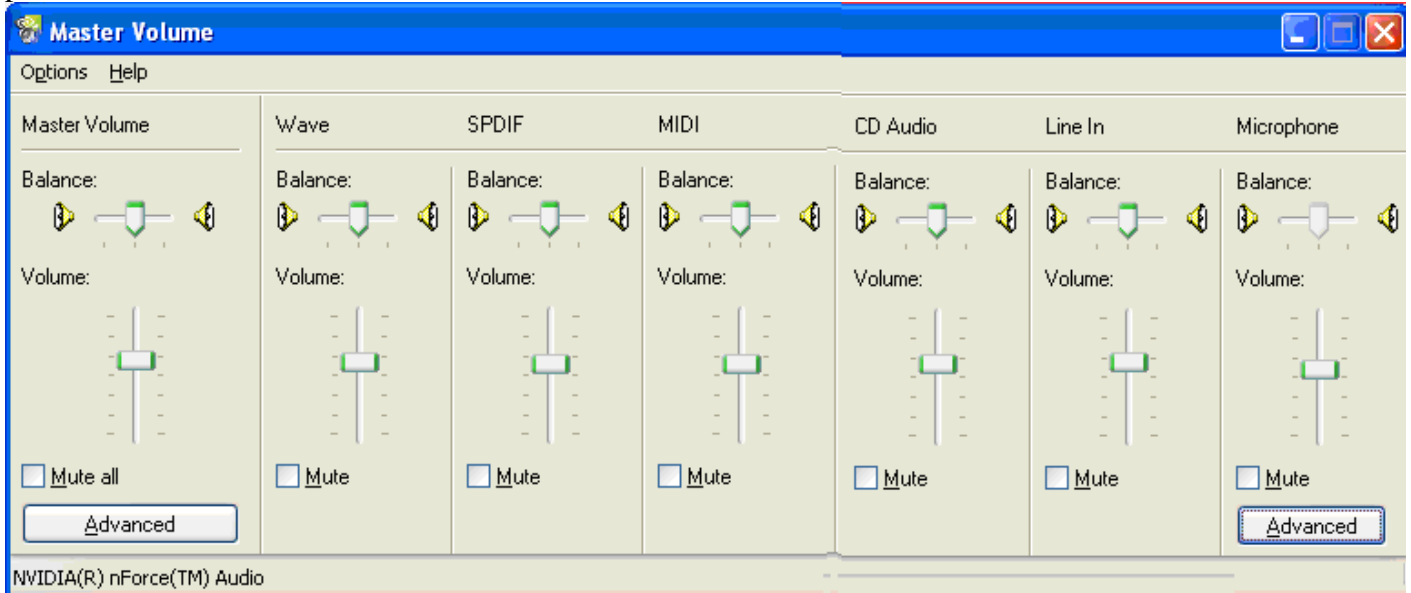 Master Volume
Options Help
Master Volume Wave SPDIF MIDI CD Audio Line In Microphone
Balance: Balance: Balance: Balance: Balance: Balance: Balance:
Volume: Volume: Volume: Volume: Volume: Volume: Volume:
Mute all Mute Mute Mute Mute Mute Mute
Advanced Advanced
NVIDIA(R) nForce(TM) Audio